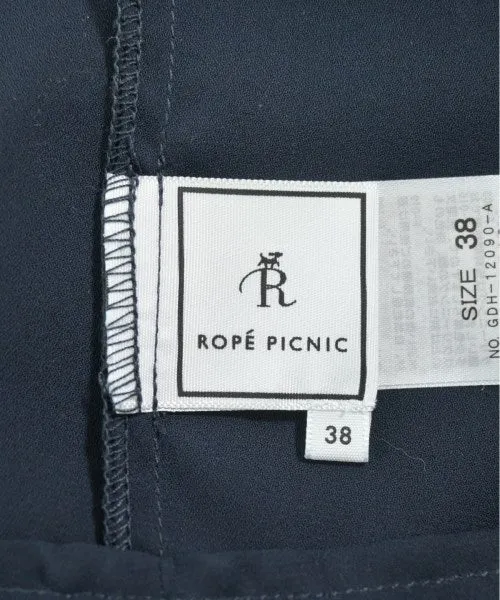 R
ROPÉ PICNIC
38
SIZE 38
NO. GDH-12090-A